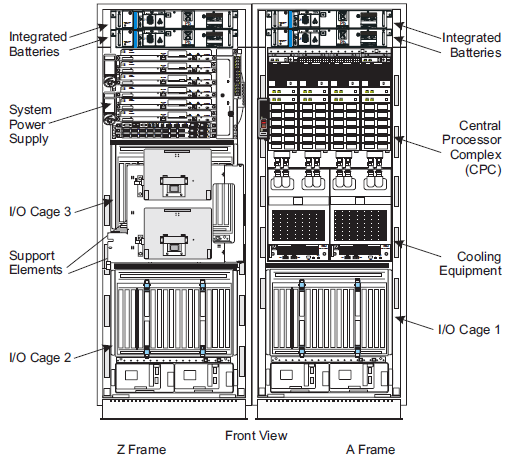 Integrated
Batteries
System
Power
Supply
I/O Cage 3
Support
Elements
I/O Cage 2
Integrated
Batteries
Central
Processor
Complex
(CPC)
Cooling
Equipment
I/O Cage 1
Front View
Z Frame
A Frame